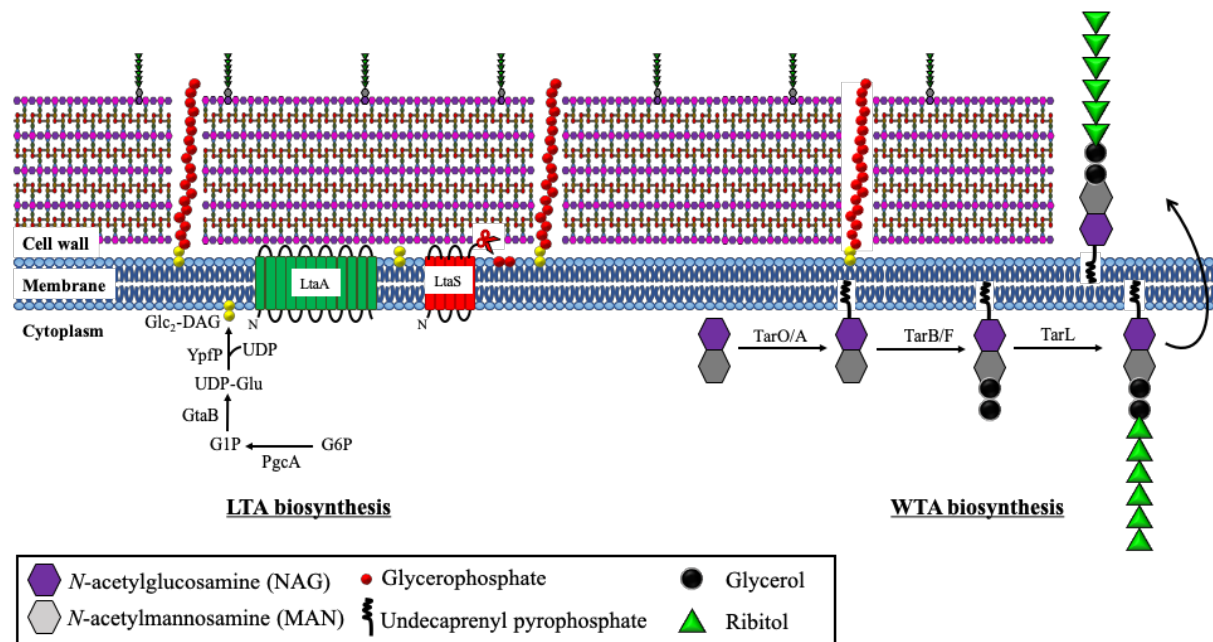 Cell wall
Membrane
Cytoplasm
LtaA
LtaS
N
N
Glc₂-DAG
YpfP
UDP
UDP-Glu
GtaB
G1P
G6P
PgcA
TarO/A
TarB/F
TarL
LTA biosynthesis
WTA biosynthesis
N-acetylglucosamine (NAG)
Glycerophosphate
Glycerol
N-acetylmannosamine (MAN)
Undecaprenyl pyrophosphate
Ribitol